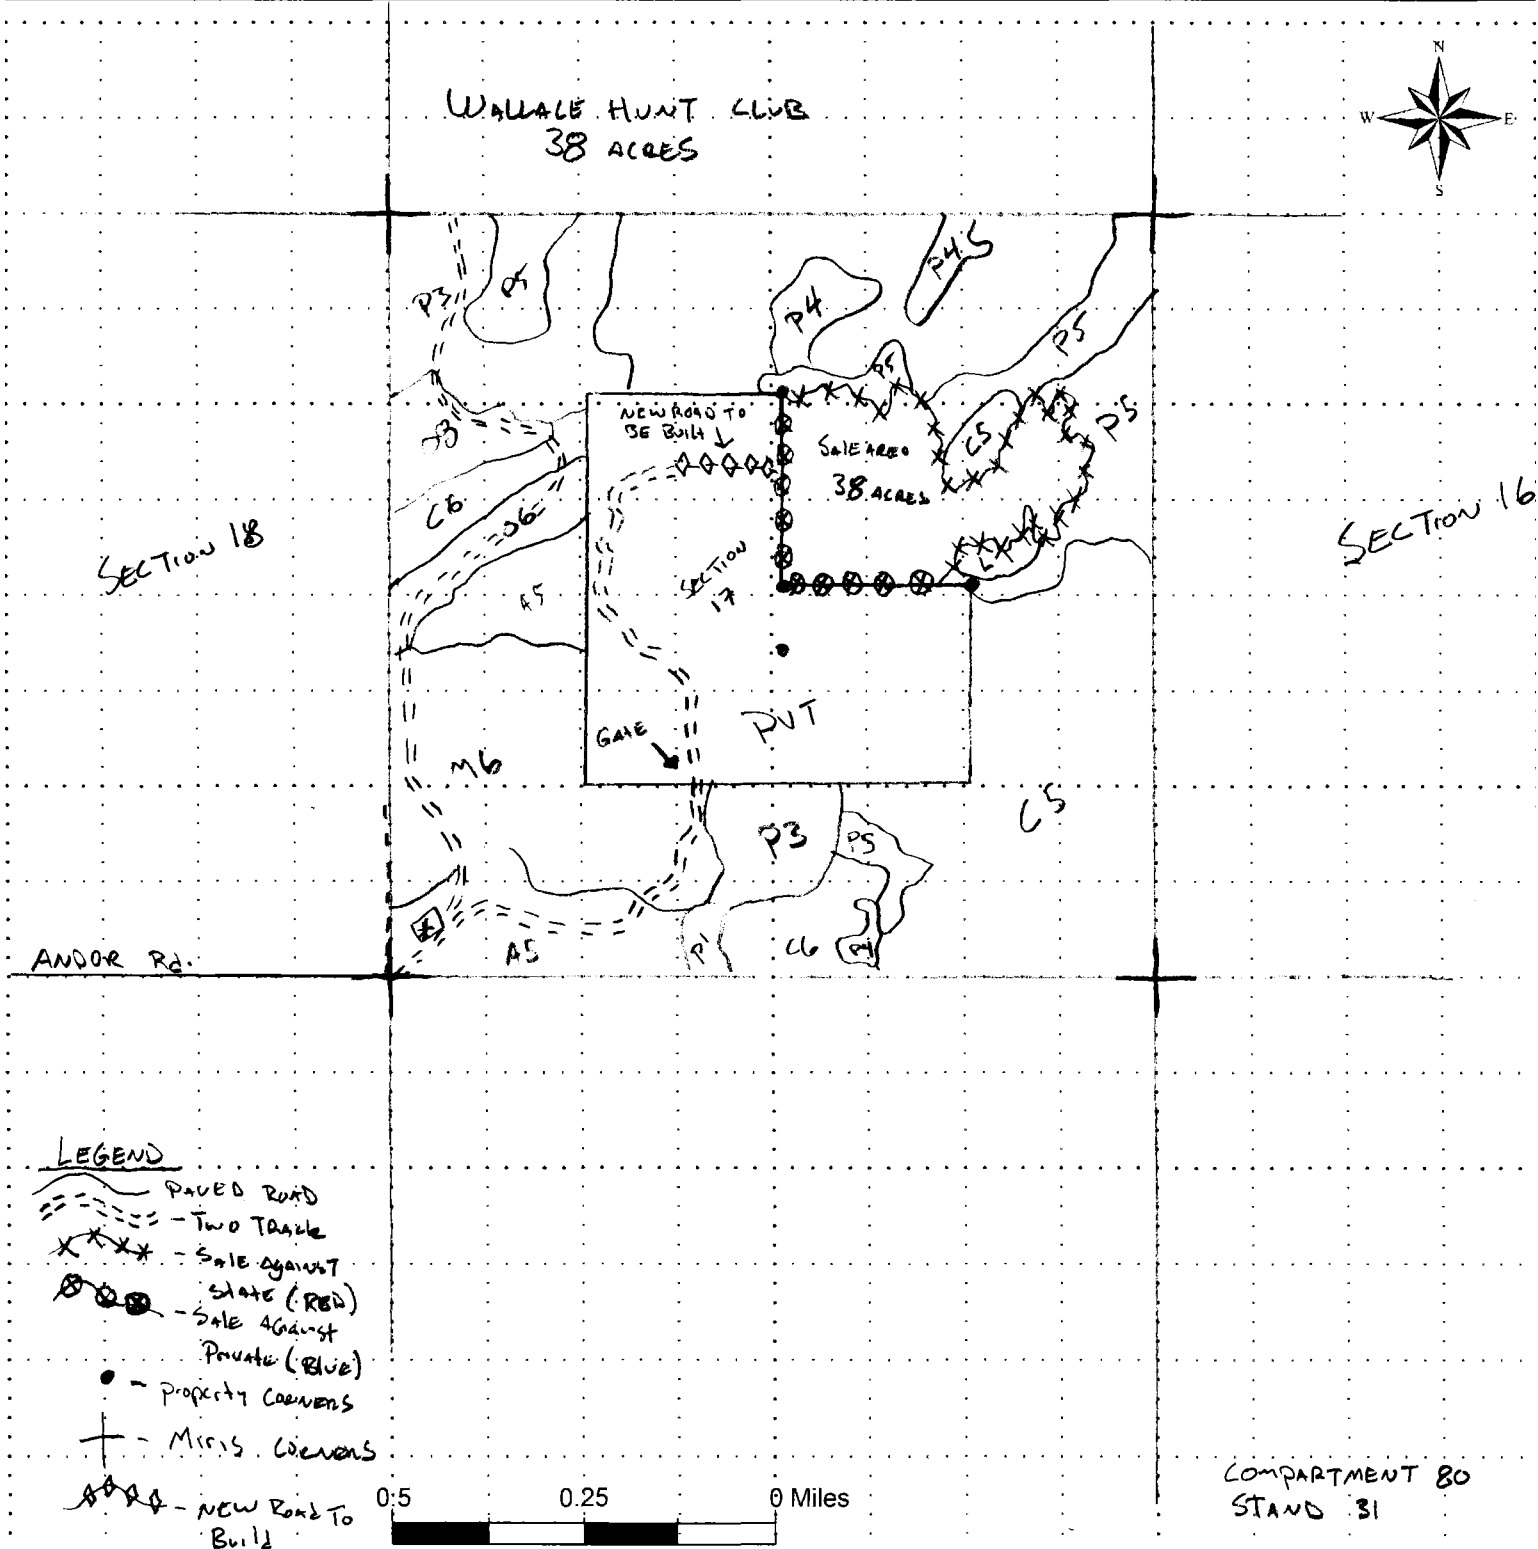 WALLACE HUNT CLUB
38 ACRES
N
W E
S
P3
P5
P4
P4 S
P5
P5
P5
NEW ROAD TO
BE BUILT
SALE AREA
38 ACRES
C5
C6
A5
SECTION 18
SECTION
17
SECTION 16
PVT
GATE
M6
C5
P3
P5
ANDOR Rd.
A5
P1
C6
P4
LEGEND
PAVED ROAD
- TWO TRACK
- SALE AGAINST
STATE (RED)
- SALE AGAINST
PRIVATE (BLUE)
- PROPERTY CORNERS
- MIRIS CORNERS
- NEW ROAD TO
BUILD
0.5 0.25 0 Miles
COMPARTMENT 80
STAND 31